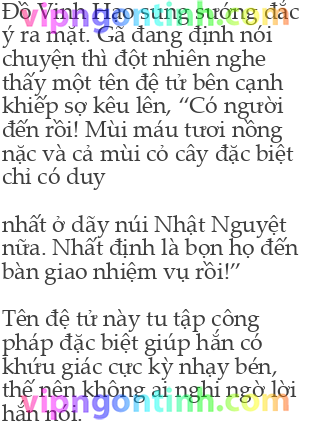 Đồ Vinh Hạo sung sướng đắc
ý ra mặt. Gã đang định nói
chuyện thì đột nhiên nghe
thấy một tên đệ tử bên cạnh
khiếp sợ kêu lên, “Có người
đến rồi! Mùi máu tươi nồng
nặc và cả mùi cỏ cây đặc biệt
chỉ có duy
nhất ở dãy núi Nhật Nguyệt
nữa. Nhất định là bọn họ đến
bàn giao nhiệm vụ rồi!”
Tên đệ tử này tu tập công
pháp đặc biệt giúp hắn có
khứu giác cực kỳ nhạy bén,
thế nên không ai nghi ngờ lời
hắn nói.
vipngontinh.com
vipngontinh.com